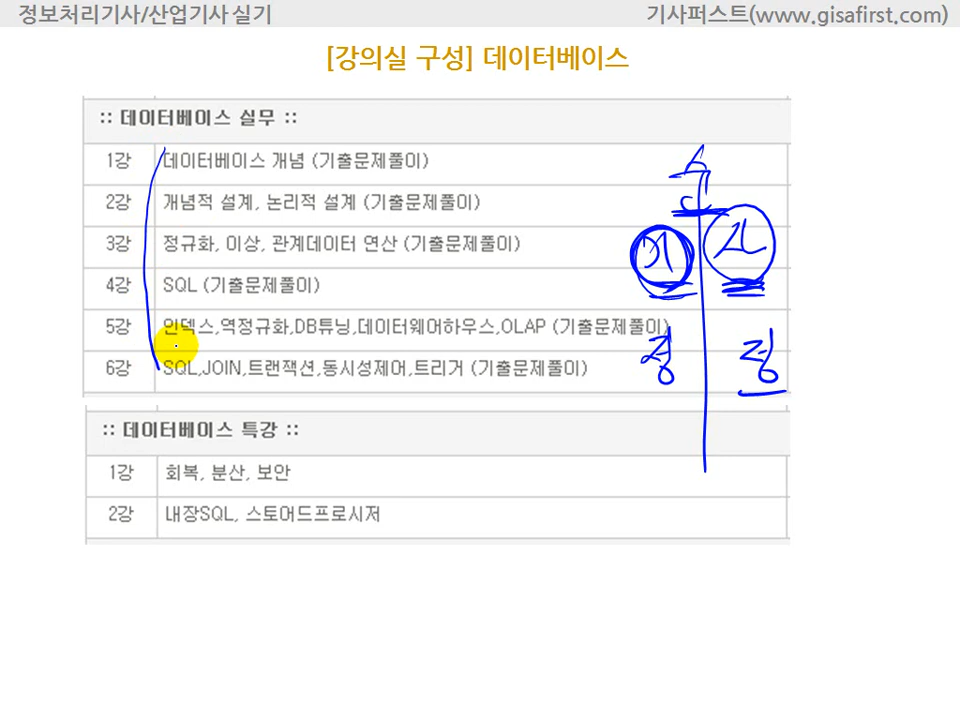 정보처리기사/산업기사 실기
기사퍼스트(www.gisafirst.com)
[강의실 구성] 데이터베이스
:: 데이터베이스 실무 ::
1강 데이터베이스 개념 (기출문제풀이)
2강 개념적 설계, 논리적 설계 (기출문제풀이)
3강 정규화, 이상, 관계데이터 연산 (기출문제풀이)
4강 SQL (기출문제풀이)
5강 인덱스,역정규화,DB튜닝,데이터웨어하우스,OLAP (기출문제풀이)
6강 SQL,JOIN,트랜잭션,동시성제어,트리거 (기출문제풀이)
:: 데이터베이스 특강 ::
1강 회복, 분산, 보안
2강 내장SQL, 스토어드프로시저